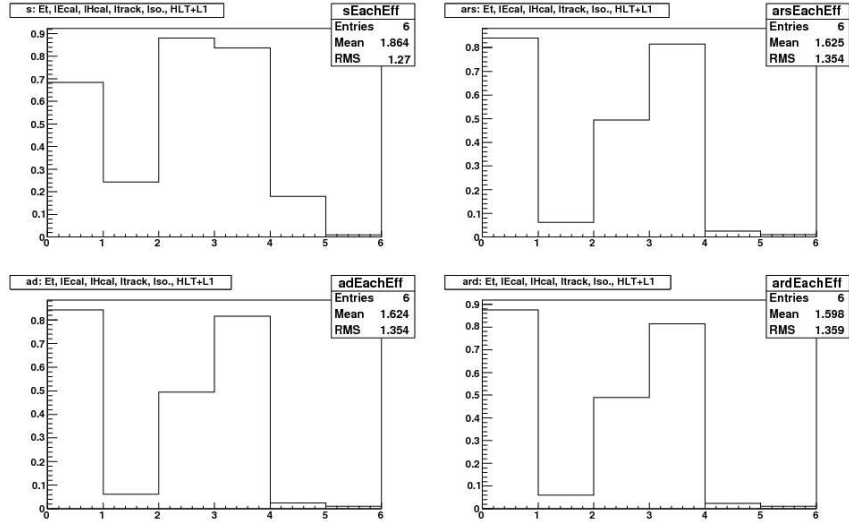 s: Et, IEcal, IHcal, Itrack, Iso., HLT+L1
sEachEff
Entries 6
Mean 1.864
RMS 1.27
0.9
0.8
0.7
0.6
0.5
0.4
0.3
0.2
0.1
0
0 1 2 3 4 5 6
ars: Et, IEcal, IHcal, Itrack, Iso., HLT+L1
arsEachEff
Entries 6
Mean 1.625
RMS 1.354
0.8
0.7
0.6
0.5
0.4
0.3
0.2
0.1
0
0 1 2 3 4 5 6
ad: Et, IEcal, IHcal, Itrack, Iso., HLT+L1
adEachEff
Entries 6
Mean 1.624
RMS 1.354
0.8
0.7
0.6
0.5
0.4
0.3
0.2
0.1
0
0 1 2 3 4 5 6
ard: Et, IEcal, IHcal, Itrack, Iso., HLT+L1
ardEachEff
Entries 6
Mean 1.598
RMS 1.359
0.9
0.8
0.7
0.6
0.5
0.4
0.3
0.2
0.1
0
0 1 2 3 4 5 6